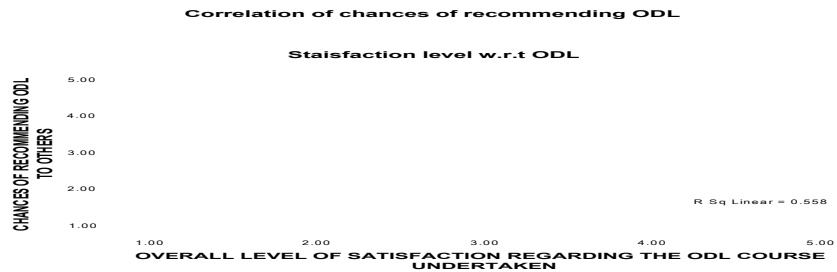 Correlation of chances of recommending ODL
Staisfaction level w.r.t ODL
CHANCES OF RECOMMENDING ODL
TO OTHERS
5.00
4.00
3.00
2.00
1.00
R Sq Linear = 0.558
1.00 2.00 3.00 4.00 5.00
OVERALL LEVEL OF SATISFACTION REGARDING THE ODL COURSE
UNDERTAKEN